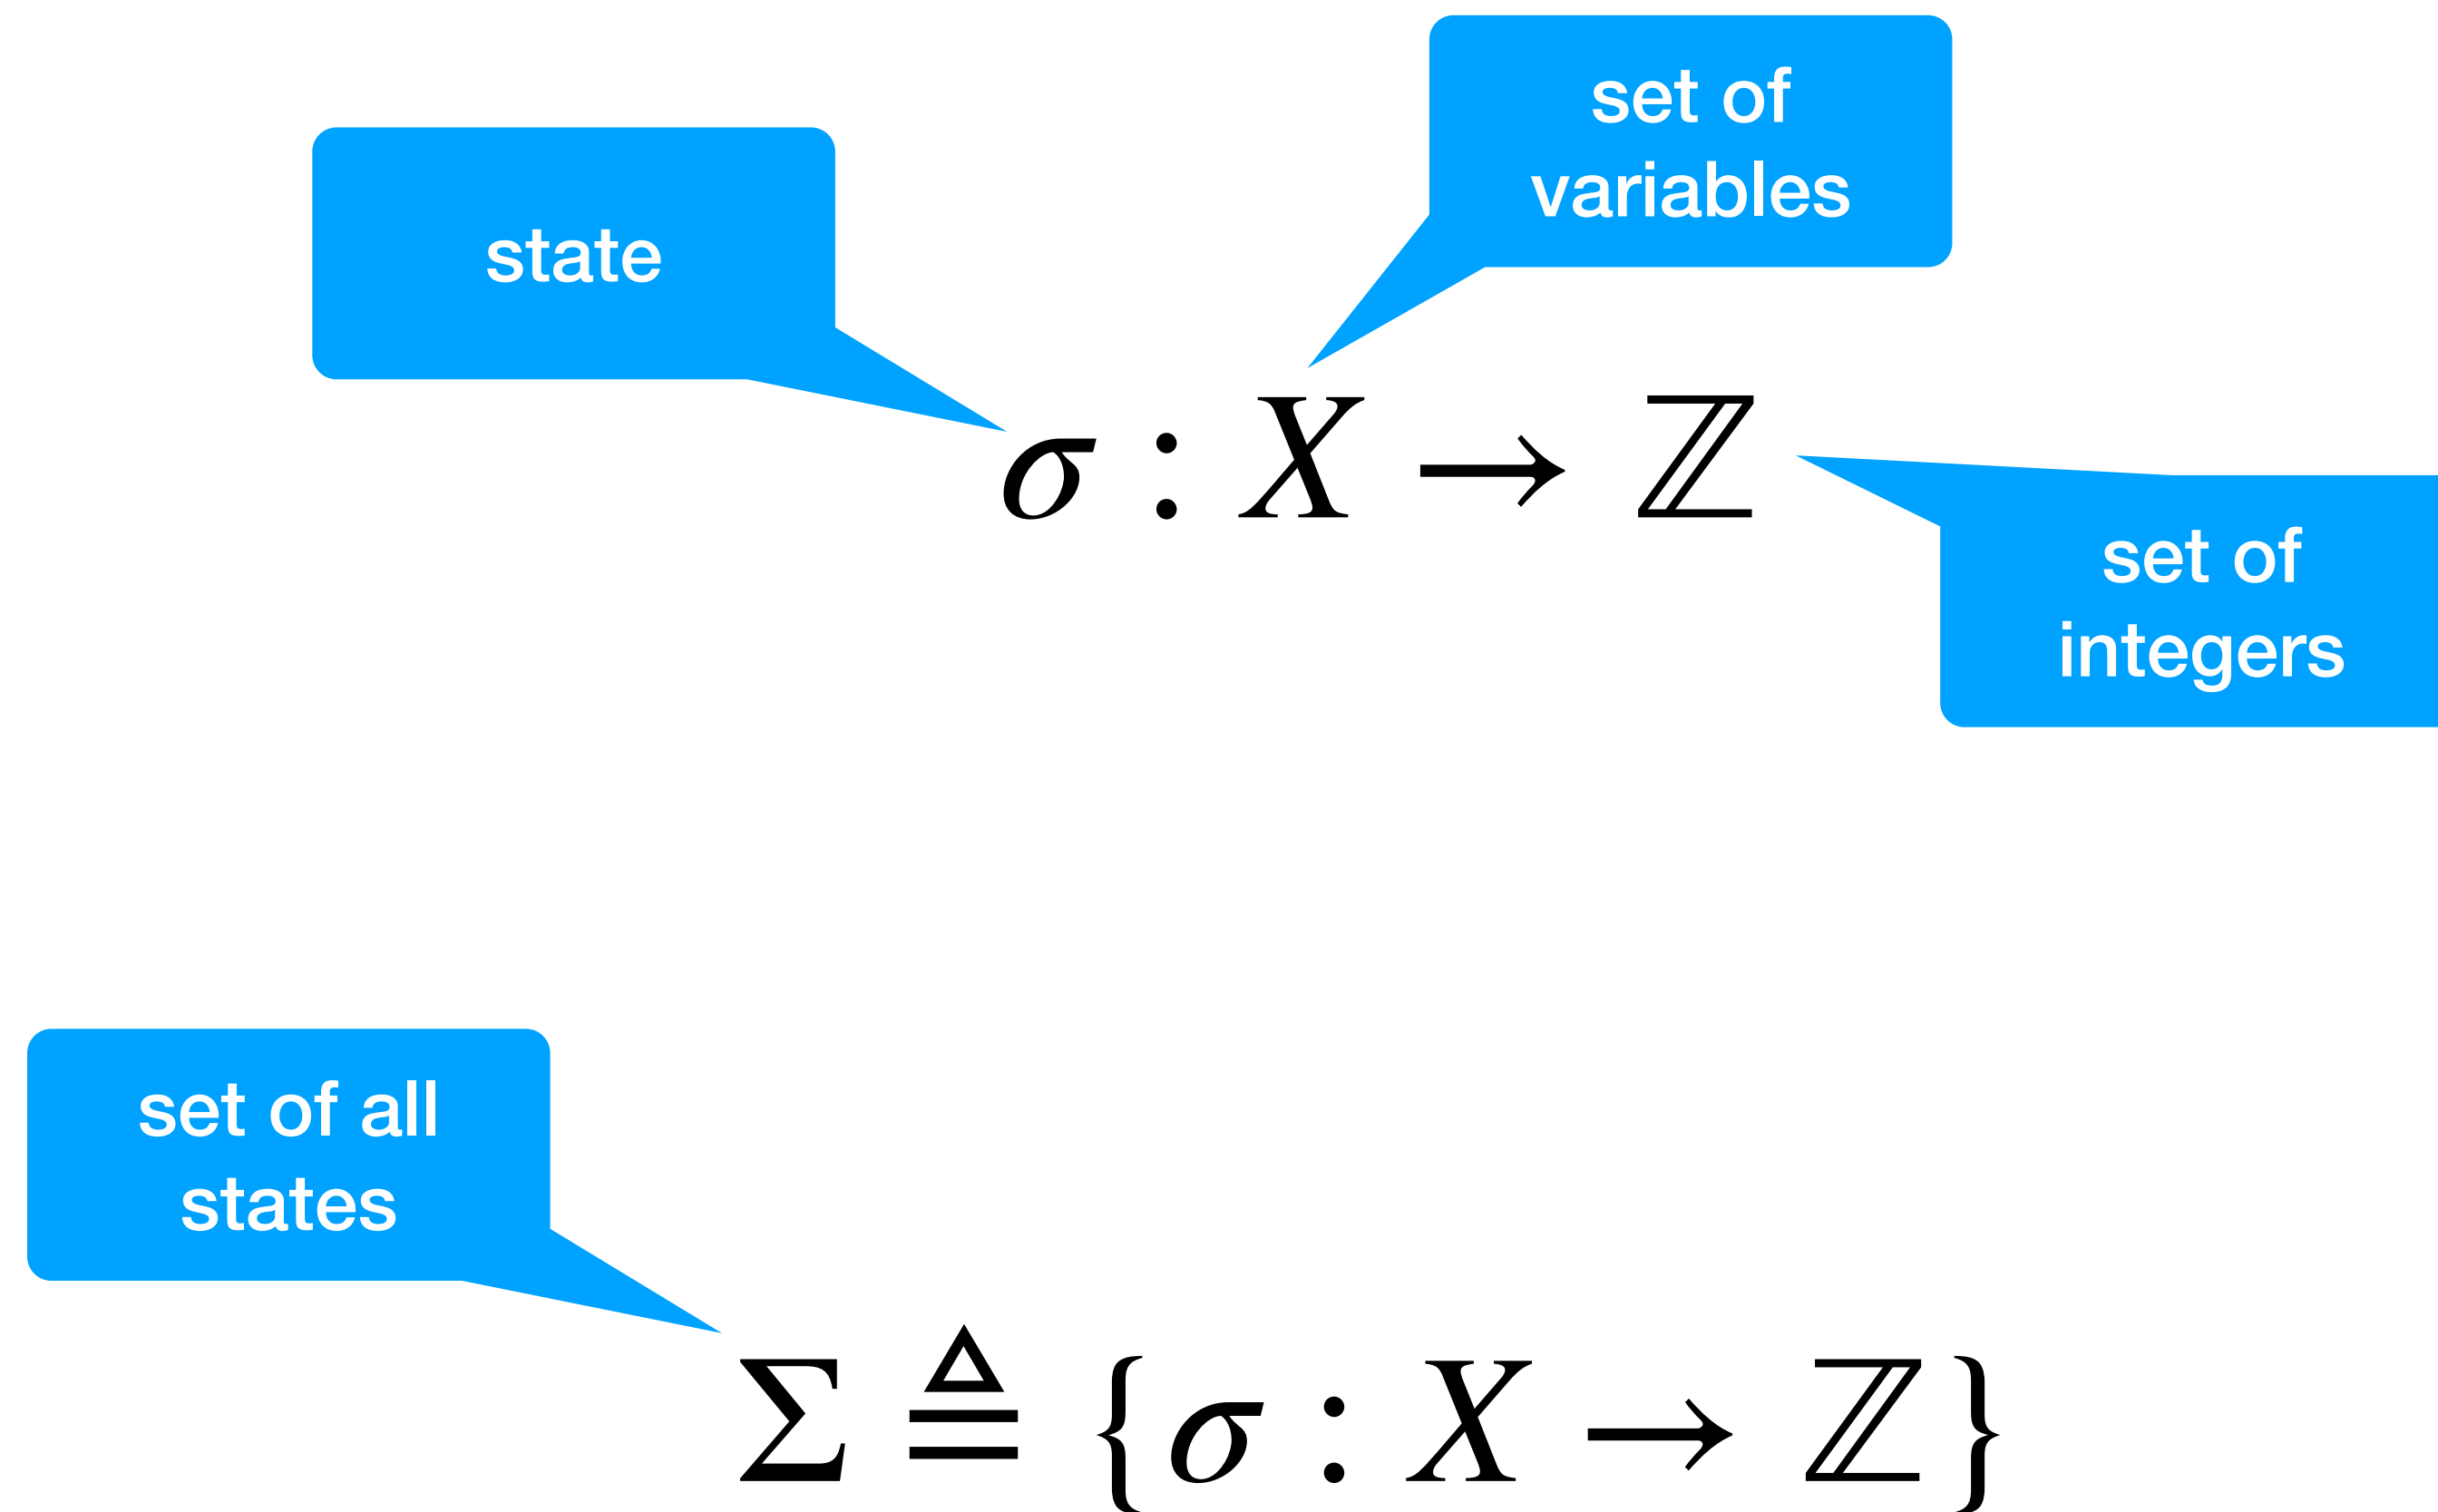 set of
variables
state
σ : X → ℤ
set of
integers
set of all
states
Σ ≜ {σ : X → ℤ}